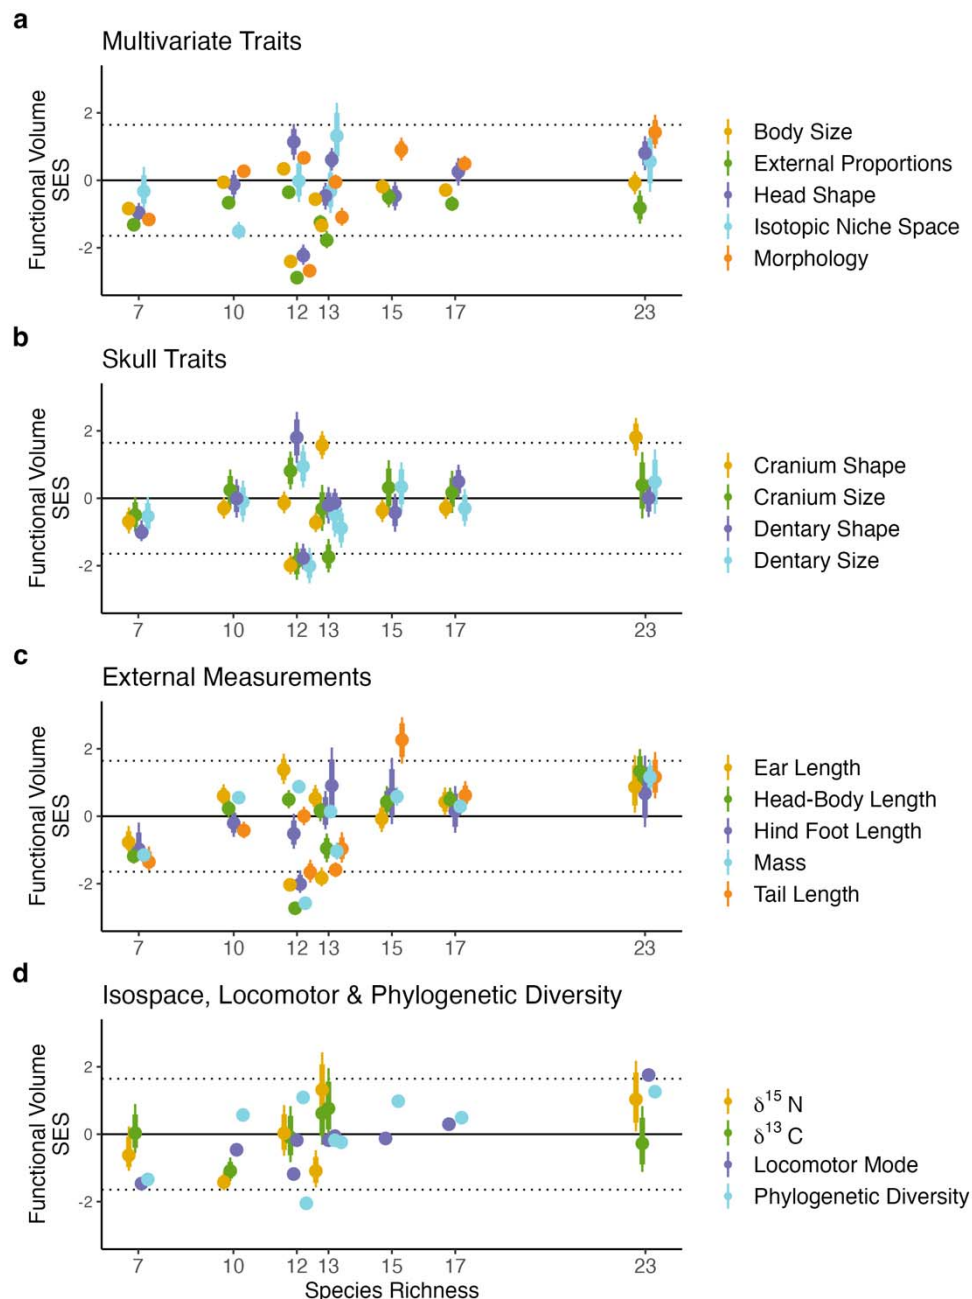 a
Multivariate Traits
Functional Volume
SES
2
0
-2
7 10 12 13 15 17 23
Body Size
External Proportions
Head Shape
Isotopic Niche Space
Morphology
b
Skull Traits
Functional Volume
SES
2
0
-2
7 10 12 13 15 17 23
Cranium Shape
Cranium Size
Dentary Shape
Dentary Size
c
External Measurements
Functional Volume
SES
2
0
-2
7 10 12 13 15 17 23
Ear Length
Head-Body Length
Hind Foot Length
Mass
Tail Length
d
Isospace, Locomotor & Phylogenetic Diversity
Functional Volume
SES
2
0
-2
7 10 12 13 15 17 23
Species Richness
δ¹⁵ N
δ¹³ C
Locomotor Mode
Phylogenetic Diversity